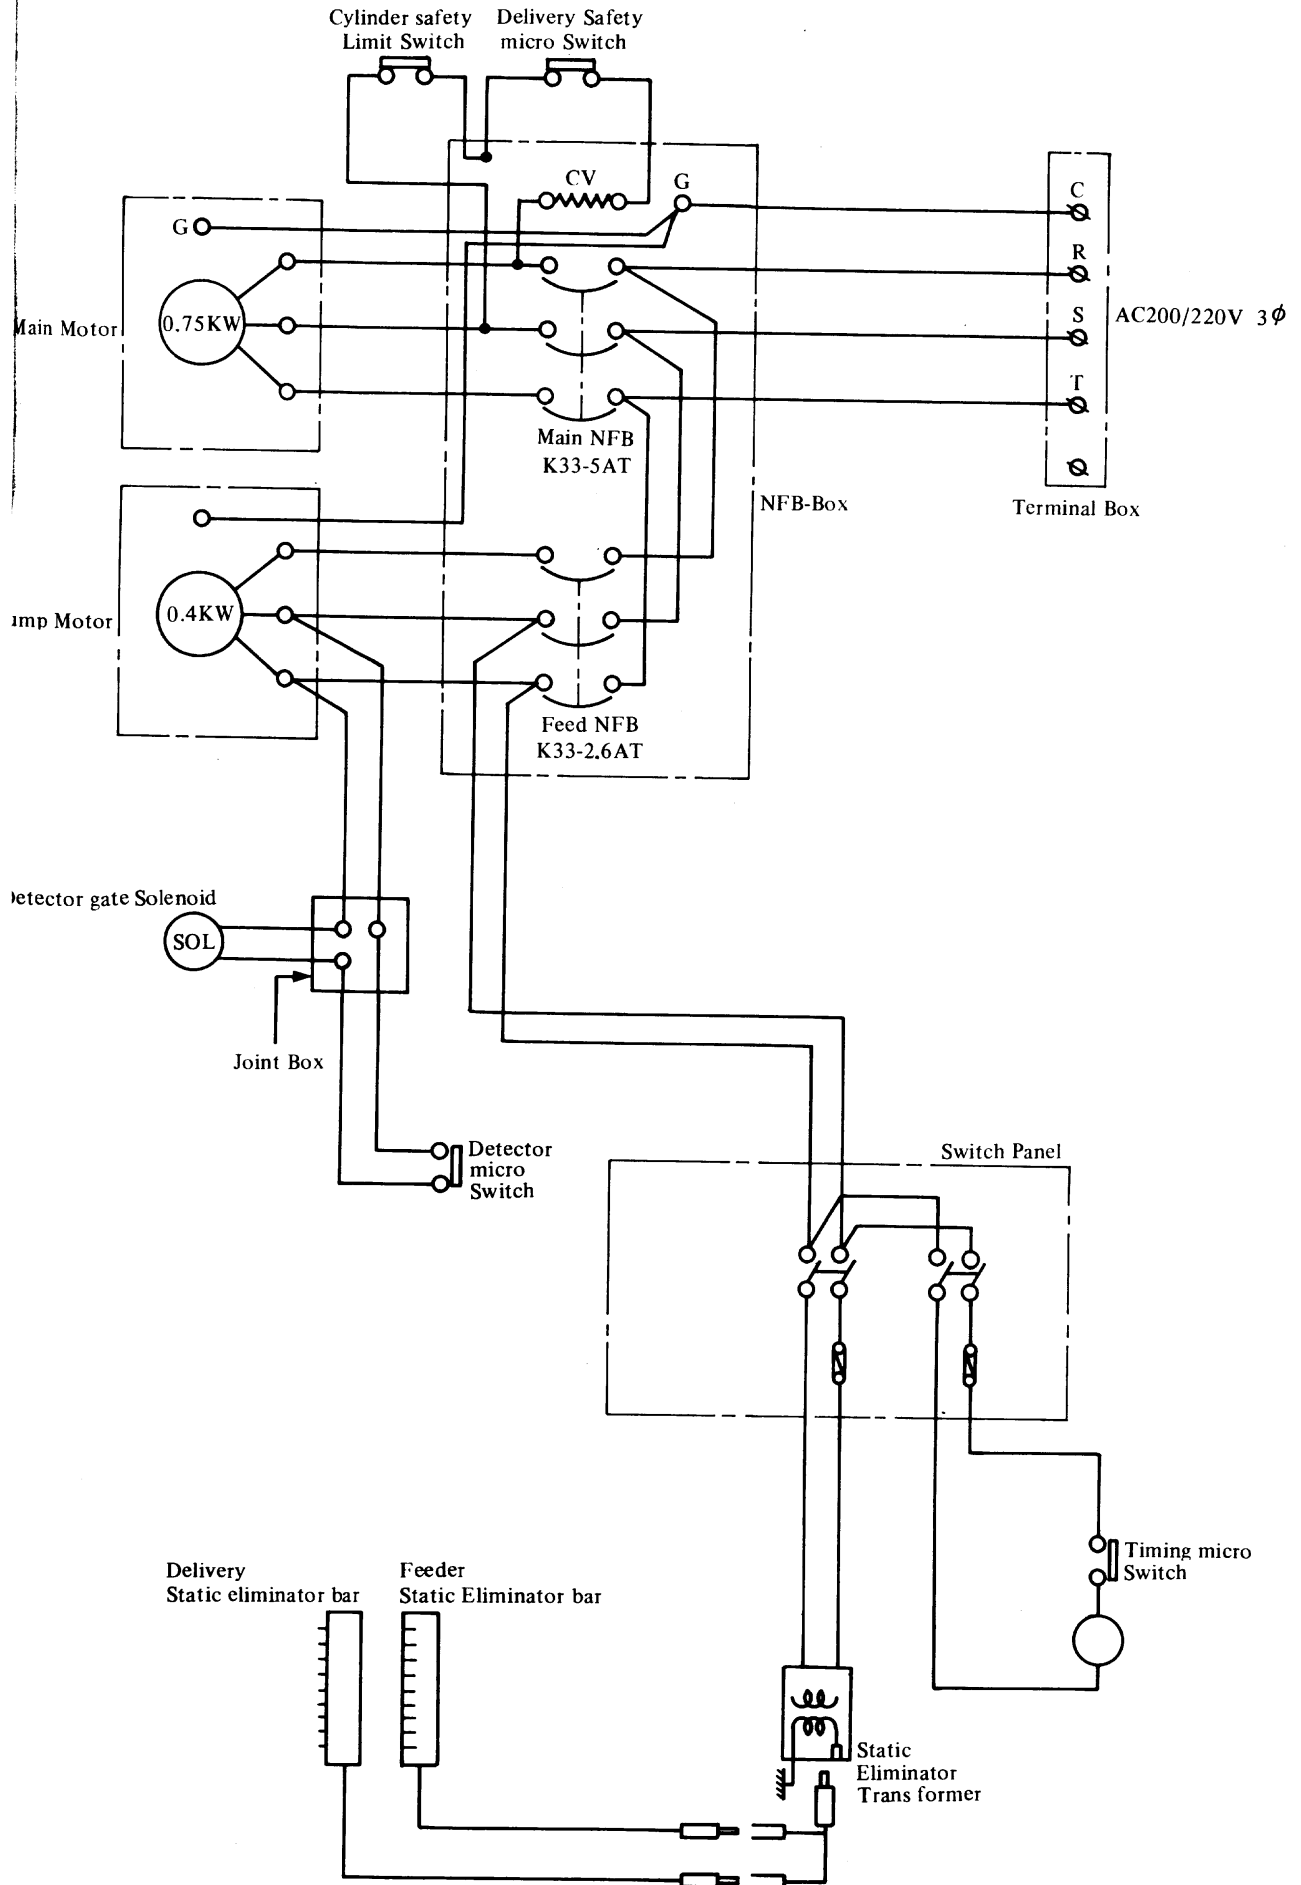 Cylinder safety
Limit Switch
Delivery Safety
micro Switch
CV
G
C
G
R
Main Motor
0.75KW
S
AC200/220V 3φ
T
Main NFB
K33-5AT
NFB-Box
Terminal Box
0.4KW
Motor
Feed NFB
K33-2.6AT
Detector gate Solenoid
SOL
Joint Box
Detector
micro
Switch
Switch Panel
Timing micro
Switch
Delivery
Static eliminator bar
Feeder
Static Eliminator bar
Static
Eliminator
Trans former